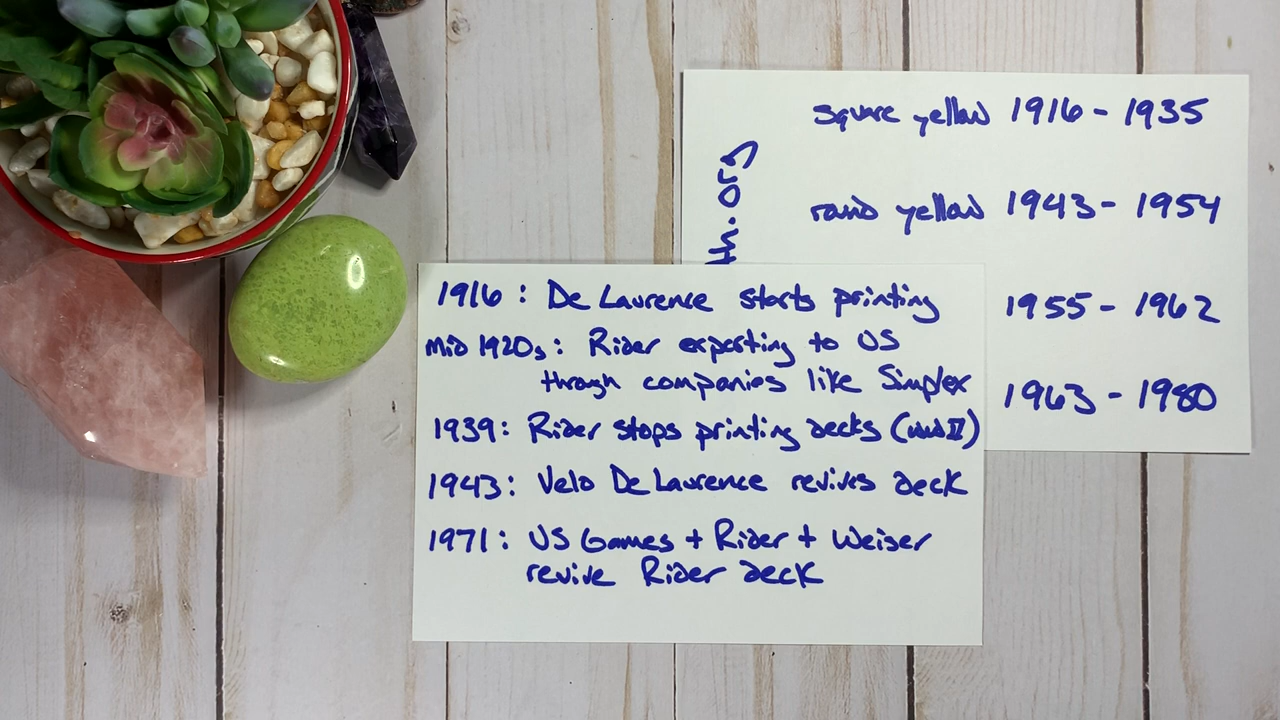 square yellow 1916 - 1935
round yellow 1943 - 1954
1955 - 1962
1963 - 1980
th.org
1916 : De Laurence starts printing
mid 1920s : Rider exporting to US
through companies like Simplex
1939 : Rider stops printing decks (WWII)
1943 : Velo De Laurence revives deck
1971 : US Games + Rider + Weiser
revive Rider deck